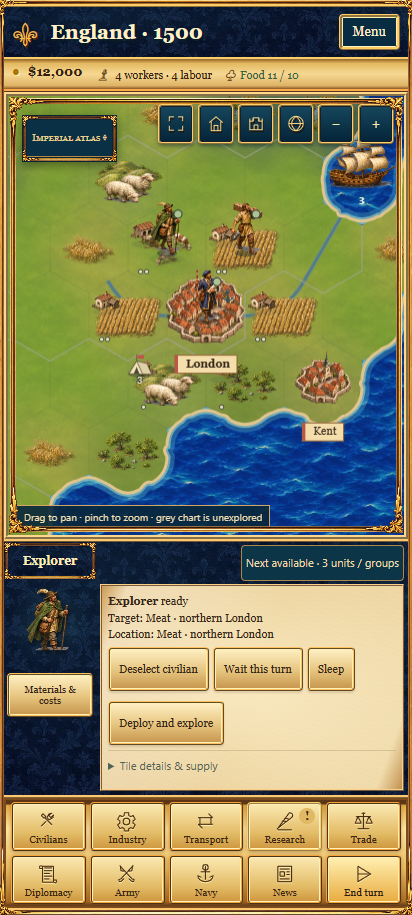 England · 1500
Menu
$12,000
4 workers · 4 labour
Food 11 / 10
Imperial atlas
−
+
3
London
3
Kent
Drag to pan · pinch to zoom · grey chart is unexplored
Explorer
Next available · 3 units / groups
Explorer ready
Target: Meat · northern London
Location: Meat · northern London
Deselect civilian
Wait this turn
Sleep
Materials &
costs
Deploy and explore
Tile details & supply
Civilians
Industry
Transport
Research
!
Trade
Diplomacy
Army
Navy
News
End turn